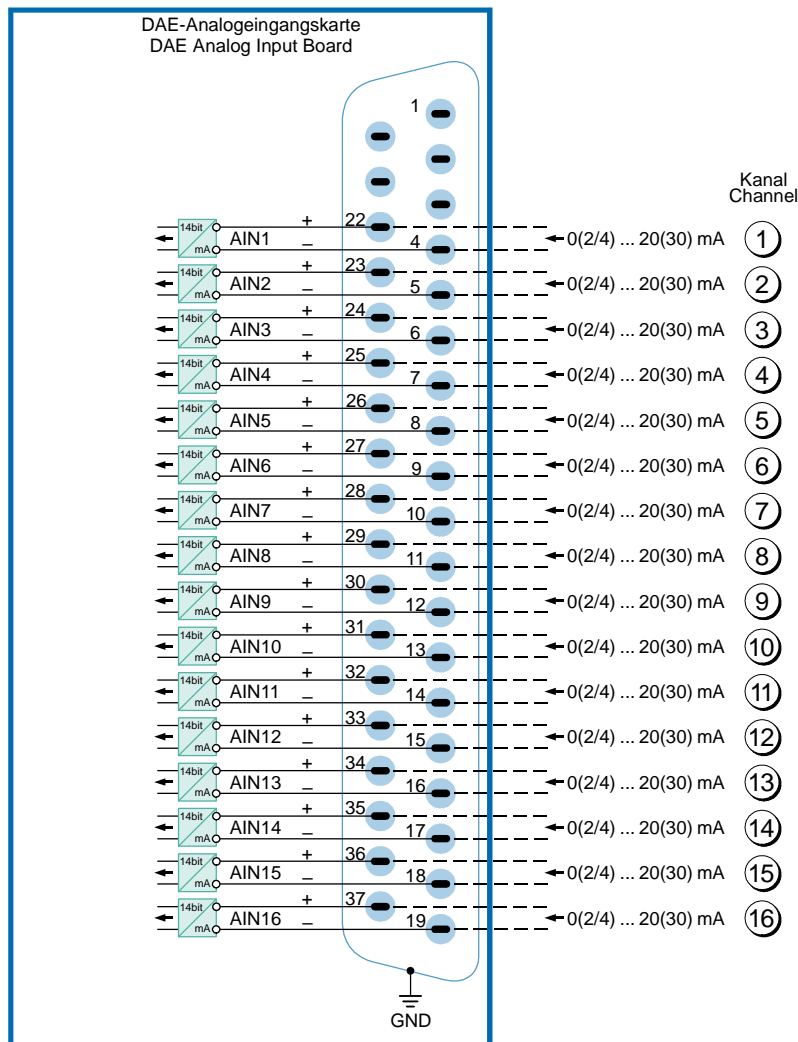 DAE-Analogeingangskarte
DAE Analog Input Board
1
Kanal
Channel
14bit mA AIN1 + – 22 4 0(2/4) ... 20(30) mA 1
14bit mA AIN2 + – 23 5 0(2/4) ... 20(30) mA 2
14bit mA AIN3 + – 24 6 0(2/4) ... 20(30) mA 3
14bit mA AIN4 + – 25 7 0(2/4) ... 20(30) mA 4
14bit mA AIN5 + – 26 8 0(2/4) ... 20(30) mA 5
14bit mA AIN6 + – 27 9 0(2/4) ... 20(30) mA 6
14bit mA AIN7 + – 28 10 0(2/4) ... 20(30) mA 7
14bit mA AIN8 + – 29 11 0(2/4) ... 20(30) mA 8
14bit mA AIN9 + – 30 12 0(2/4) ... 20(30) mA 9
14bit mA AIN10 + – 31 13 0(2/4) ... 20(30) mA 10
14bit mA AIN11 + – 32 14 0(2/4) ... 20(30) mA 11
14bit mA AIN12 + – 33 15 0(2/4) ... 20(30) mA 12
14bit mA AIN13 + – 34 16 0(2/4) ... 20(30) mA 13
14bit mA AIN14 + – 35 17 0(2/4) ... 20(30) mA 14
14bit mA AIN15 + – 36 18 0(2/4) ... 20(30) mA 15
14bit mA AIN16 + – 37 19 0(2/4) ... 20(30) mA 16
GND